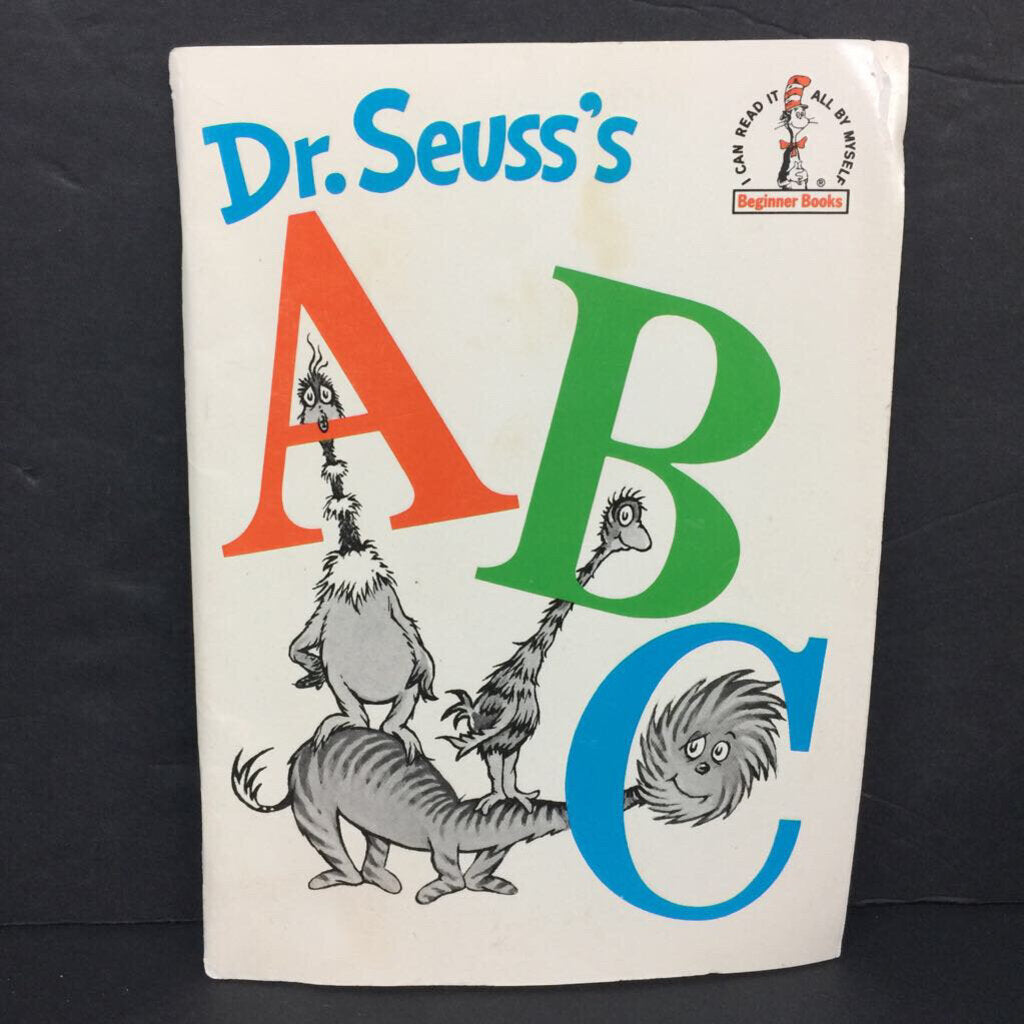 Dr. Seuss's
I CAN READ IT ALL BY MYSELF
®
Beginner Books
A
B
C